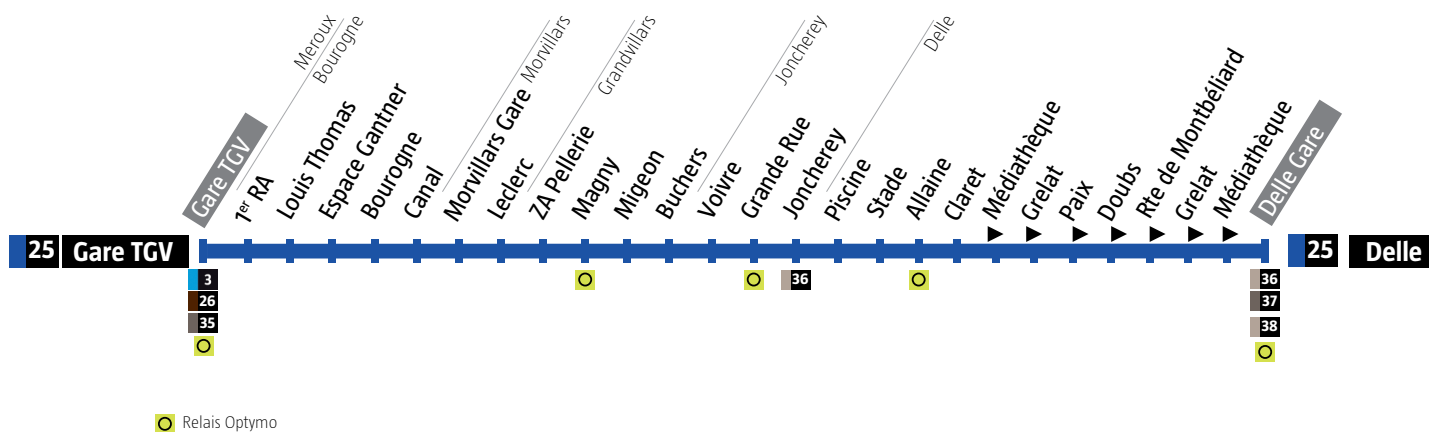 Meroux
Bourogne
Morvillars
Grandvillars
Joncherey
Delle
Gare TGV
1er RA
Louis Thomas
Espace Gantner
Bourogne
Canal
Morvillars Gare
Leclerc
ZA Pellerie
Magny
Migeon
Buchers
Voivre
Grande Rue
Joncherey
Piscine
Stade
Allaine
Claret
Médiathèque
Grelat
Paix
Doubs
Rte de Montbéliard
Grelat
Médiathèque
Delle Gare
25 Gare TGV
25 Delle
3
26
35
36
36
37
38
Relais Optymo